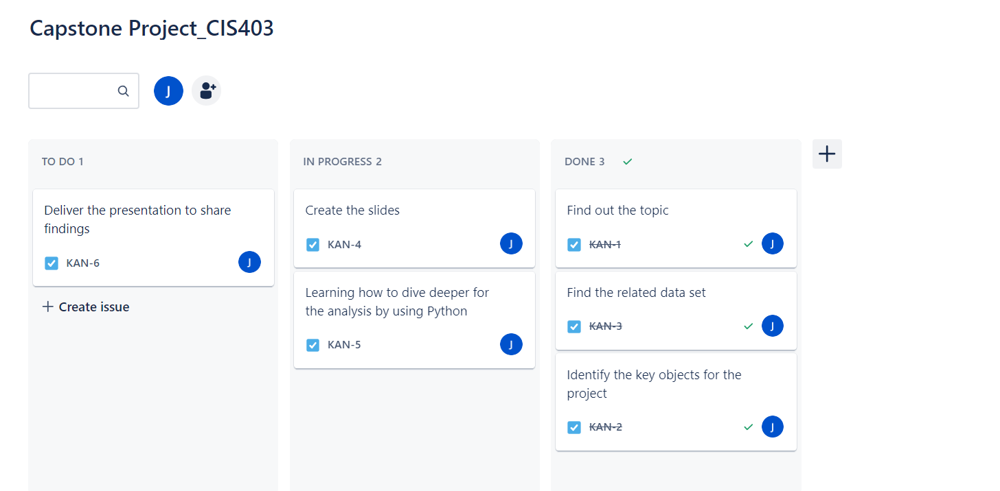 Capstone Project_CIS403
J
TO DO 1
Deliver the presentation to share
findings
KAN-6
J
Create issue
IN PROGRESS 2
Create the slides
KAN-4
J
Learning how to dive deeper for
the analysis by using Python
KAN-5
J
DONE 3
Find out the topic
KAN-1
J
Find the related data set
KAN-3
J
Identify the key objects for the
project
KAN-2
J